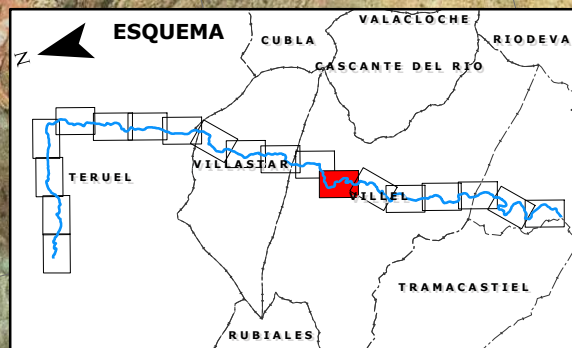 ESQUEMA
N
VALACLOCHE
CUBLA
RIODEVA
CASCANTE DEL RIO
VILLASTAR
TERUEL
VILLEL
TRAMACASTIEL
RUBIALES